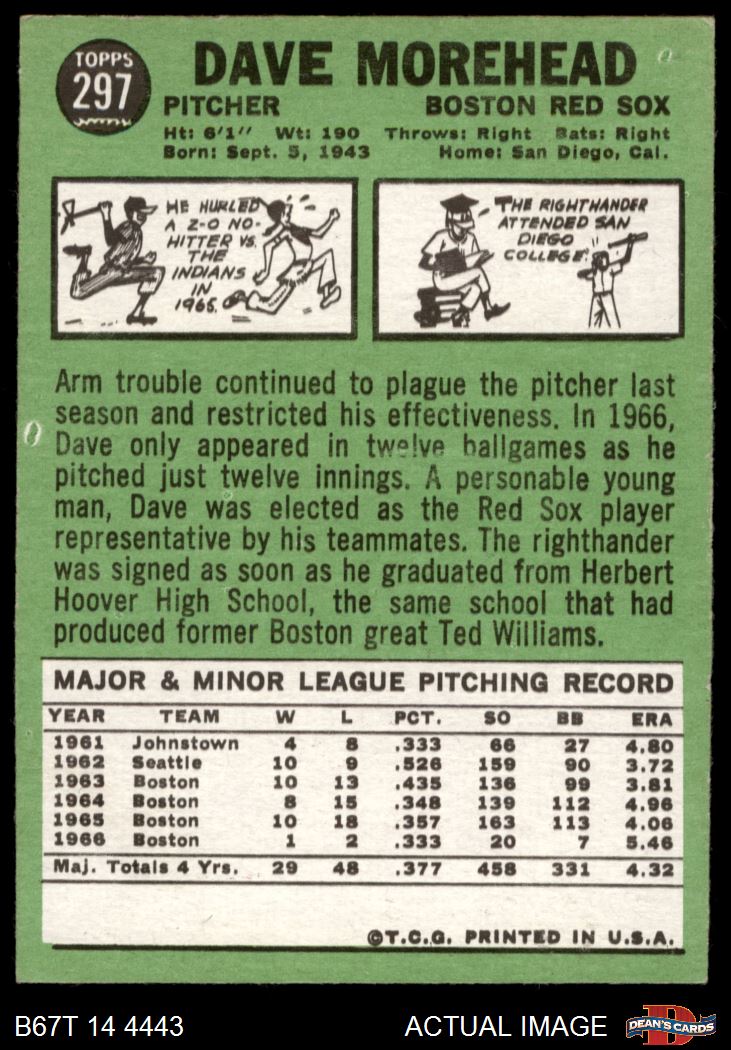 TOPPS
297
DAVE MOREHEAD
PITCHER BOSTON RED SOX
Ht: 6'1" Wt: 190 Throws: Right Bats: Right
Born: Sept. 5, 1943 Home: San Diego, Cal.
HE HURLED
A 2-0 NO-
HITTER VS.
THE
INDIANS
IN
1965.
THE RIGHTHANDER
ATTENDED SAN
DIEGO
COLLEGE.
Arm trouble continued to plague the pitcher last
season and restricted his effectiveness. In 1966,
Dave only appeared in twelve ballgames as he
pitched just twelve innings. A personable young
man, Dave was elected as the Red Sox player
representative by his teammates. The righthander
was signed as soon as he graduated from Herbert
Hoover High School, the same school that had
produced former Boston great Ted Williams.
MAJOR & MINOR LEAGUE PITCHING RECORD
YEAR TEAM W L PCT. SO BB ERA
1961 Johnstown 4 8 .333 66 27 4.80
1962 Seattle 10 9 .526 159 90 3.72
1963 Boston 10 13 .435 136 99 3.81
1964 Boston 8 15 .348 139 112 4.96
1965 Boston 10 18 .357 163 113 4.06
1966 Boston 1 2 .333 20 7 5.46
Maj. Totals 4 Yrs. 29 48 .377 458 331 4.32
©T.C.G. PRINTED IN U.S.A.
B67T 14 4443 ACTUAL IMAGE
D
DEAN'S CARDS